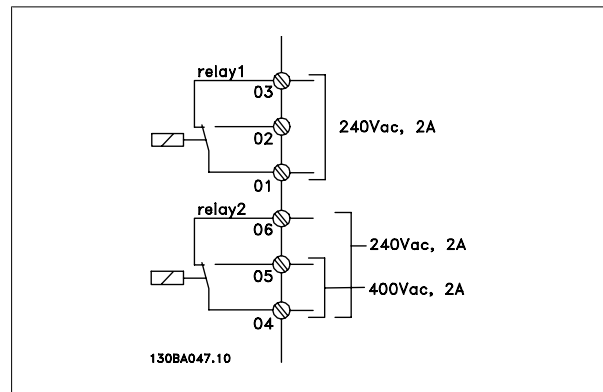 relay1
03
02
240Vac, 2A
01
relay2
06
240Vac, 2A
05
400Vac, 2A
04
130BA047.10